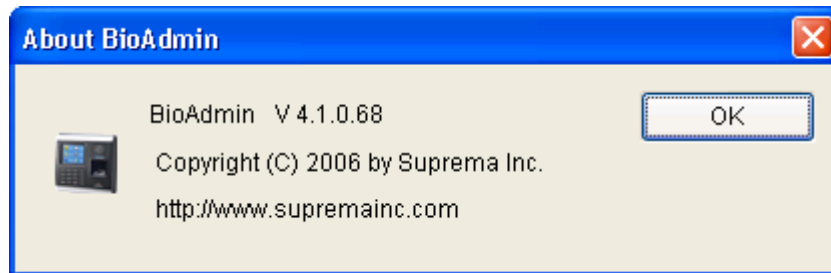 About BioAdmin
BioAdmin V 4.1.0.68
OK
Copyright (C) 2006 by Suprema Inc.
http://www.supremainc.com